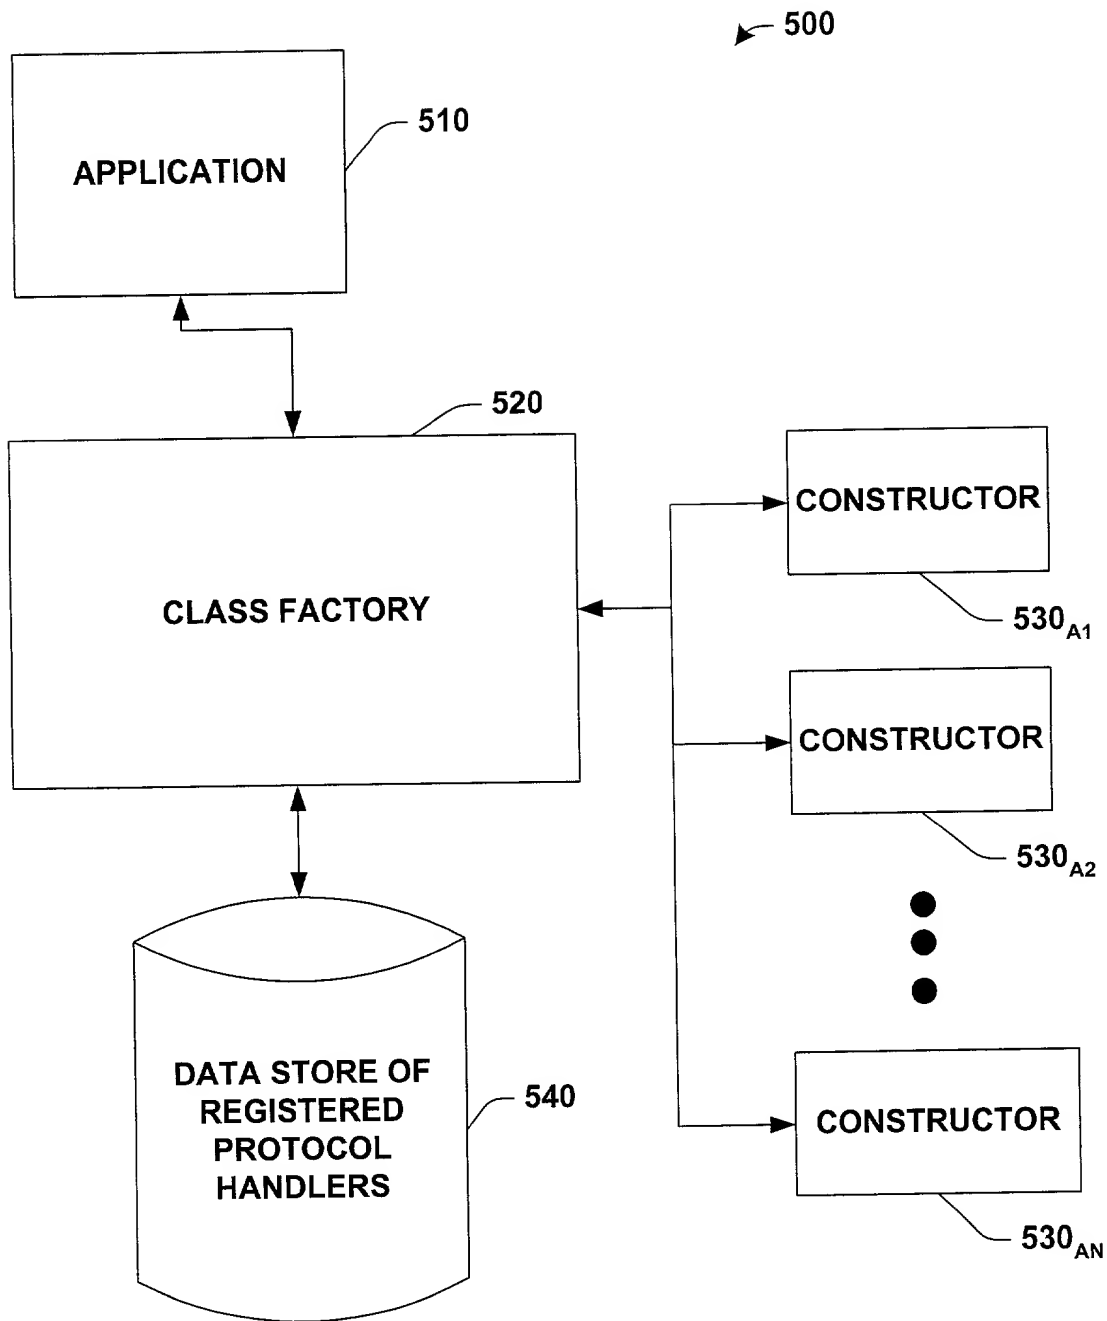 500
510
APPLICATION
520
CONSTRUCTOR
CLASS FACTORY
530A1
CONSTRUCTOR
530A2
DATA STORE OF
REGISTERED
PROTOCOL
HANDLERS
540
CONSTRUCTOR
530AN